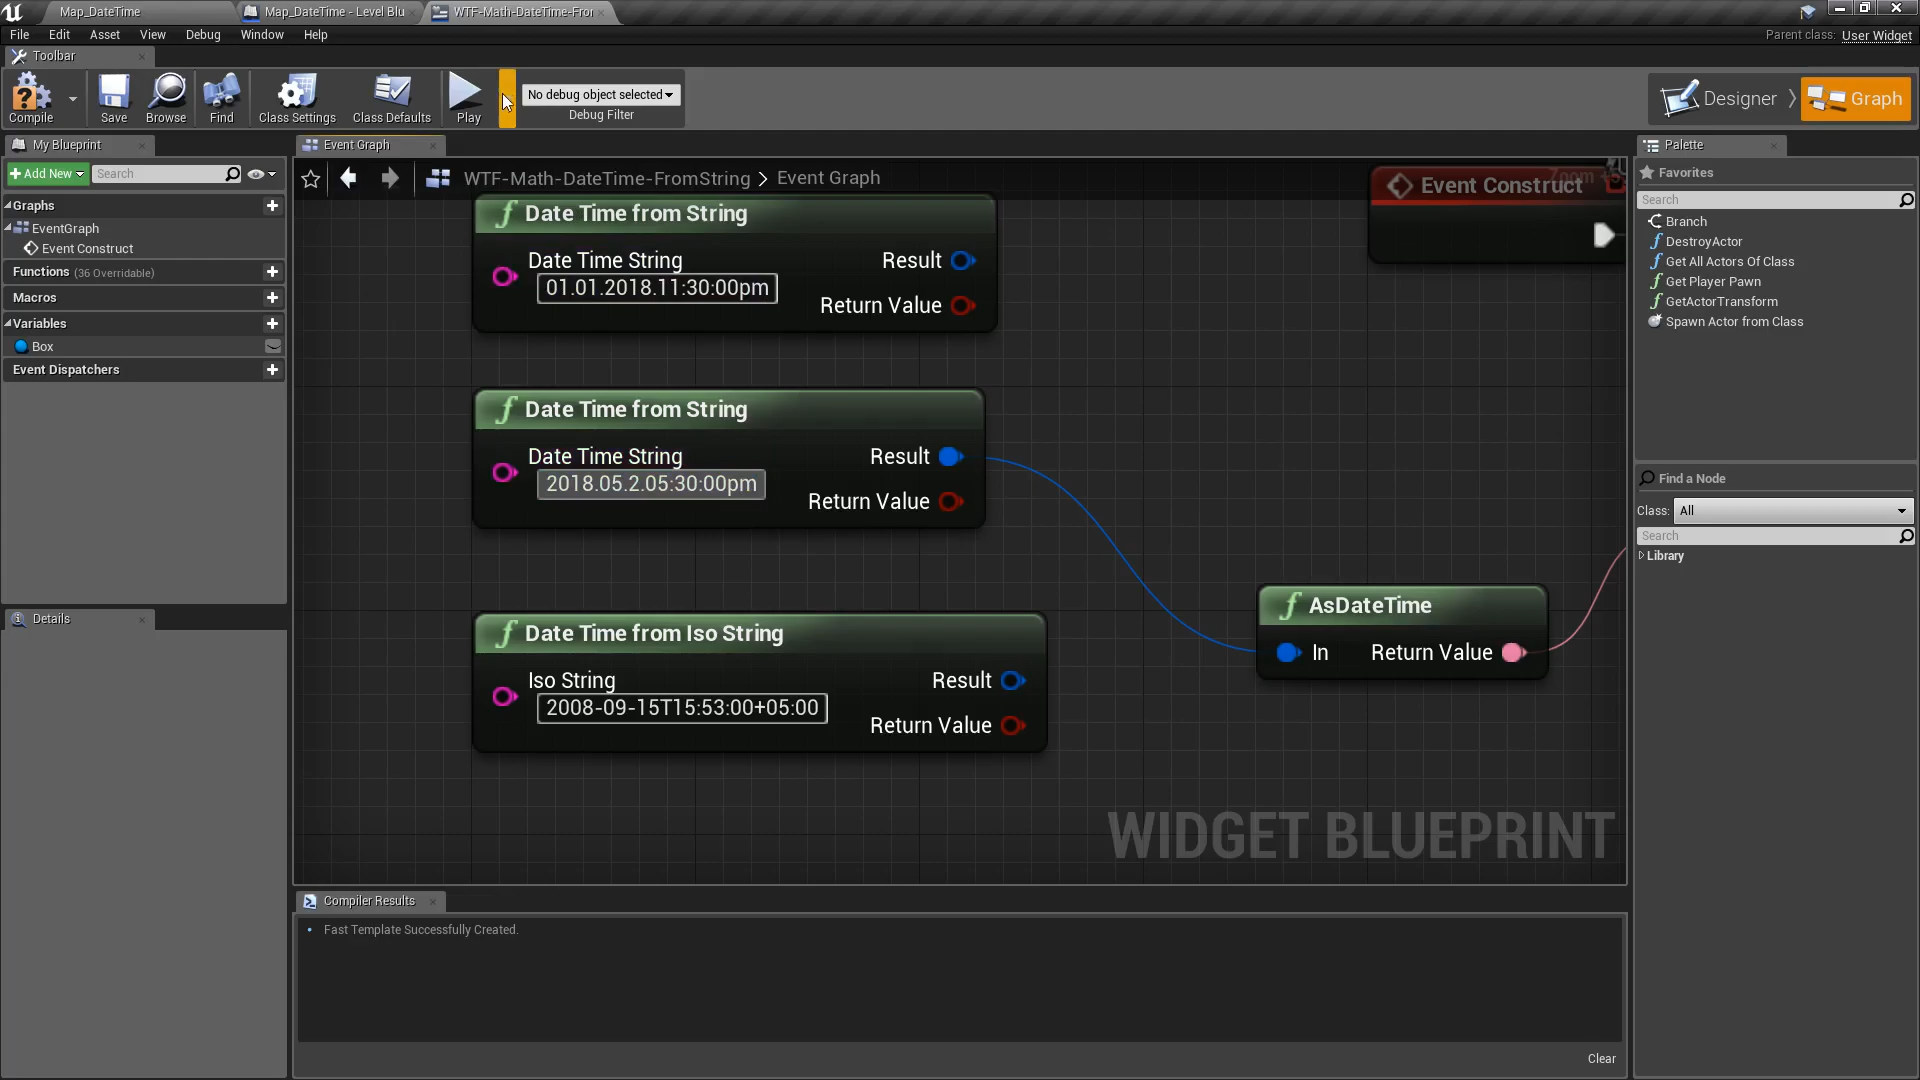 Map_DateTime
Map_DateTime - Level Blu
WTF-Math-DateTime-Fro
File Edit Asset View Debug Window Help
Parent class: User Widget
Toolbar
Compile
Save
Browse
Find
Class Settings
Class Defaults
Play
No debug object selected
Debug Filter
Designer
Graph
My Blueprint
Add New
Search
Graphs
EventGraph
Event Construct
Functions (36 Overridable)
Macros
Variables
Box
Event Dispatchers
Details
Event Graph
WTF-Math-DateTime-FromString > Event Graph
Zoom
Event Construct
Date Time from String
Date Time String
Result
01.01.2018.11:30:00pm
Return Value
Date Time from String
Date Time String
Result
2018.05.2.05:30:00pm
Return Value
Date Time from Iso String
Iso String
Result
2008-09-15T15:53:00+05:00
Return Value
AsDateTime
In
Return Value
WIDGET BLUEPRINT
Compiler Results
Fast Template Successfully Created.
Clear
Palette
Favorites
Search
Branch
DestroyActor
Get All Actors Of Class
Get Player Pawn
GetActorTransform
Spawn Actor from Class
Find a Node
Class: All
Search
Library